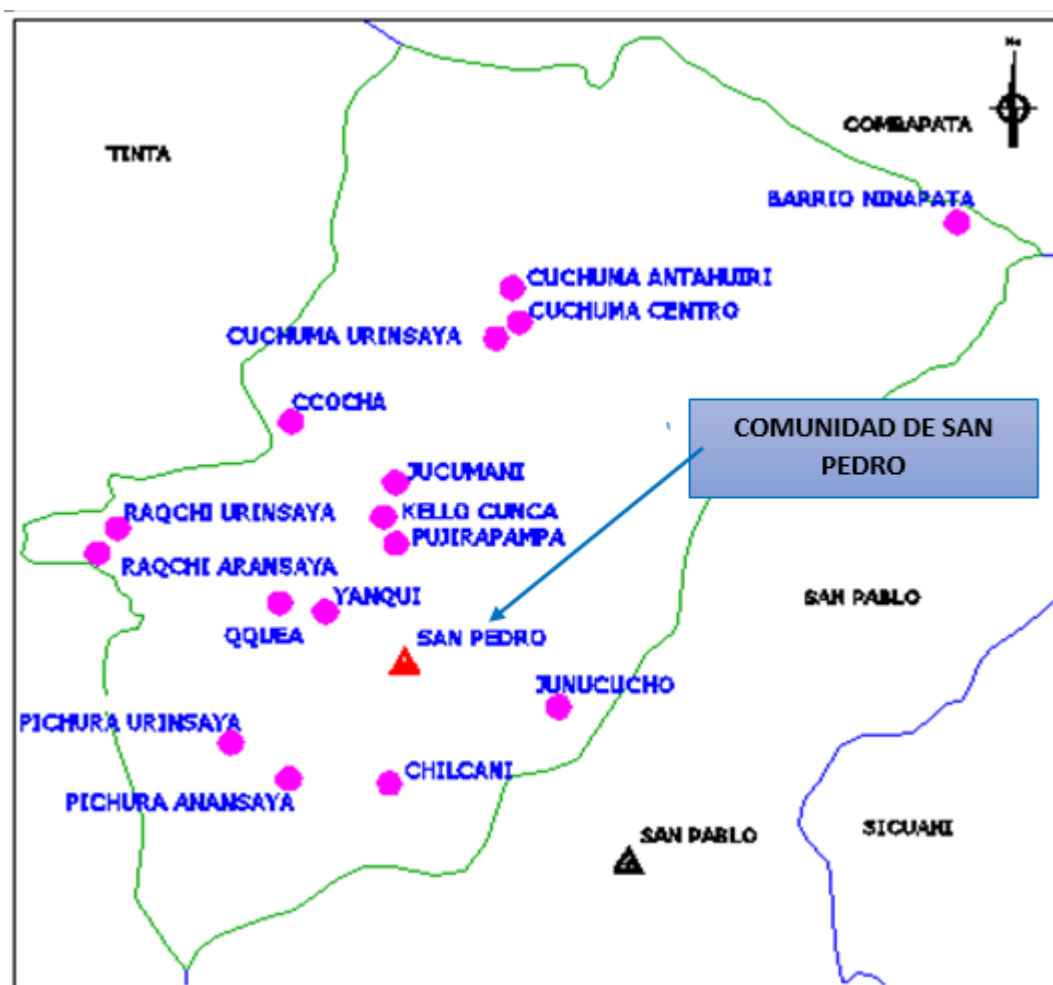 COMBAPATA
TINTA
BARRIO NINAPATA
CUCHUMA ANTAHUIRI
CUCHUMA CENTRO
CUCHUMA URINSAYA
CCOCHA
COMUNIDAD DE SAN
PEDRO
JUCUMANI
RAQCHI URINSAYA
KELLO CUNCA
PUJIRAPAMPA
RAQCHI ARANSAYA
YANQUI
SAN PABLO
QQUEA
SAN PEDRO
JUNUCUCHO
PICHURA URINSAYA
CHILCANI
PICHURA ANANSAYA
SAN PABLO
SICUANI